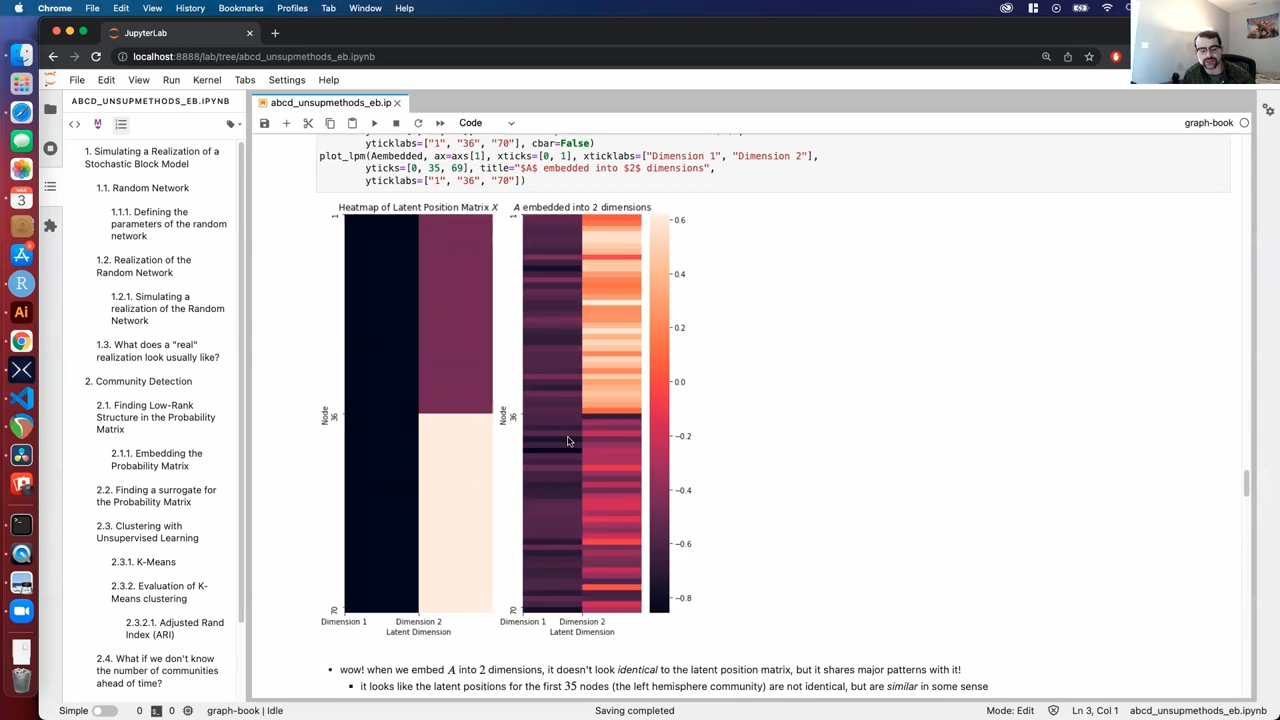 Chrome File Edit View History Bookmarks Profiles Tab Window Help
JupyterLab
localhost:8888/lab/tree/abcd_unsupmethods_eb.ipynb
File Edit View Run Kernel Tabs Settings Help
ABCD_UNSUPMETHODS_EB.IPYNB
abcd_unsupmethods_eb.ip
Code
graph-book
1. Simulating a Realization of a
Stochastic Block Model
1.1. Random Network
1.1.1. Defining the
parameters of the random
network
1.2. Realization of the
Random Network
1.2.1. Simulating a
realization of the Random
Network
1.3. What does a "real"
realization look usually like?
2. Community Detection
2.1. Finding Low-Rank
Structure in the Probability
Matrix
2.1.1. Embedding the
Probability Matrix
2.2. Finding a surrogate for
the Probability Matrix
2.3. Clustering with
Unsupervised Learning
2.3.1. K-Means
2.3.2. Evaluation of K-
Means clustering
2.3.2.1. Adjusted Rand
Index (ARI)
2.4. What if we don't know
the number of communities
ahead of time?
yticklabs=["1", "36", "70"], cbar=False)
plot_lpm(Aembedded, ax=axs[1], xticks=[0, 1], xticklabs=["Dimension 1", "Dimension 2"],
yticks=[0, 35, 69], title="$A$ embedded into $2$ dimensions",
yticklabs=["1", "36", "70"])
Heatmap of Latent Position Matrix X
A embedded into 2 dimensions
1
36
70
Node
Dimension 1
Dimension 2
Latent Dimension
1
36
70
Node
Dimension 1
Dimension 2
Latent Dimension
0.6
0.4
0.2
0.0
−0.2
−0.4
−0.6
−0.8
• wow! when we embed A into 2 dimensions, it doesn't look identical to the latent position matrix, but it shares major patterns with it!
▪ it looks like the latent positions for the first 35 nodes (the left hemisphere community) are not identical, but are similar in some sense
Simple 0 0 graph-book | Idle
Saving completed
Mode: Edit Ln 3, Col 1 abcd_unsupmethods_eb.ipynb